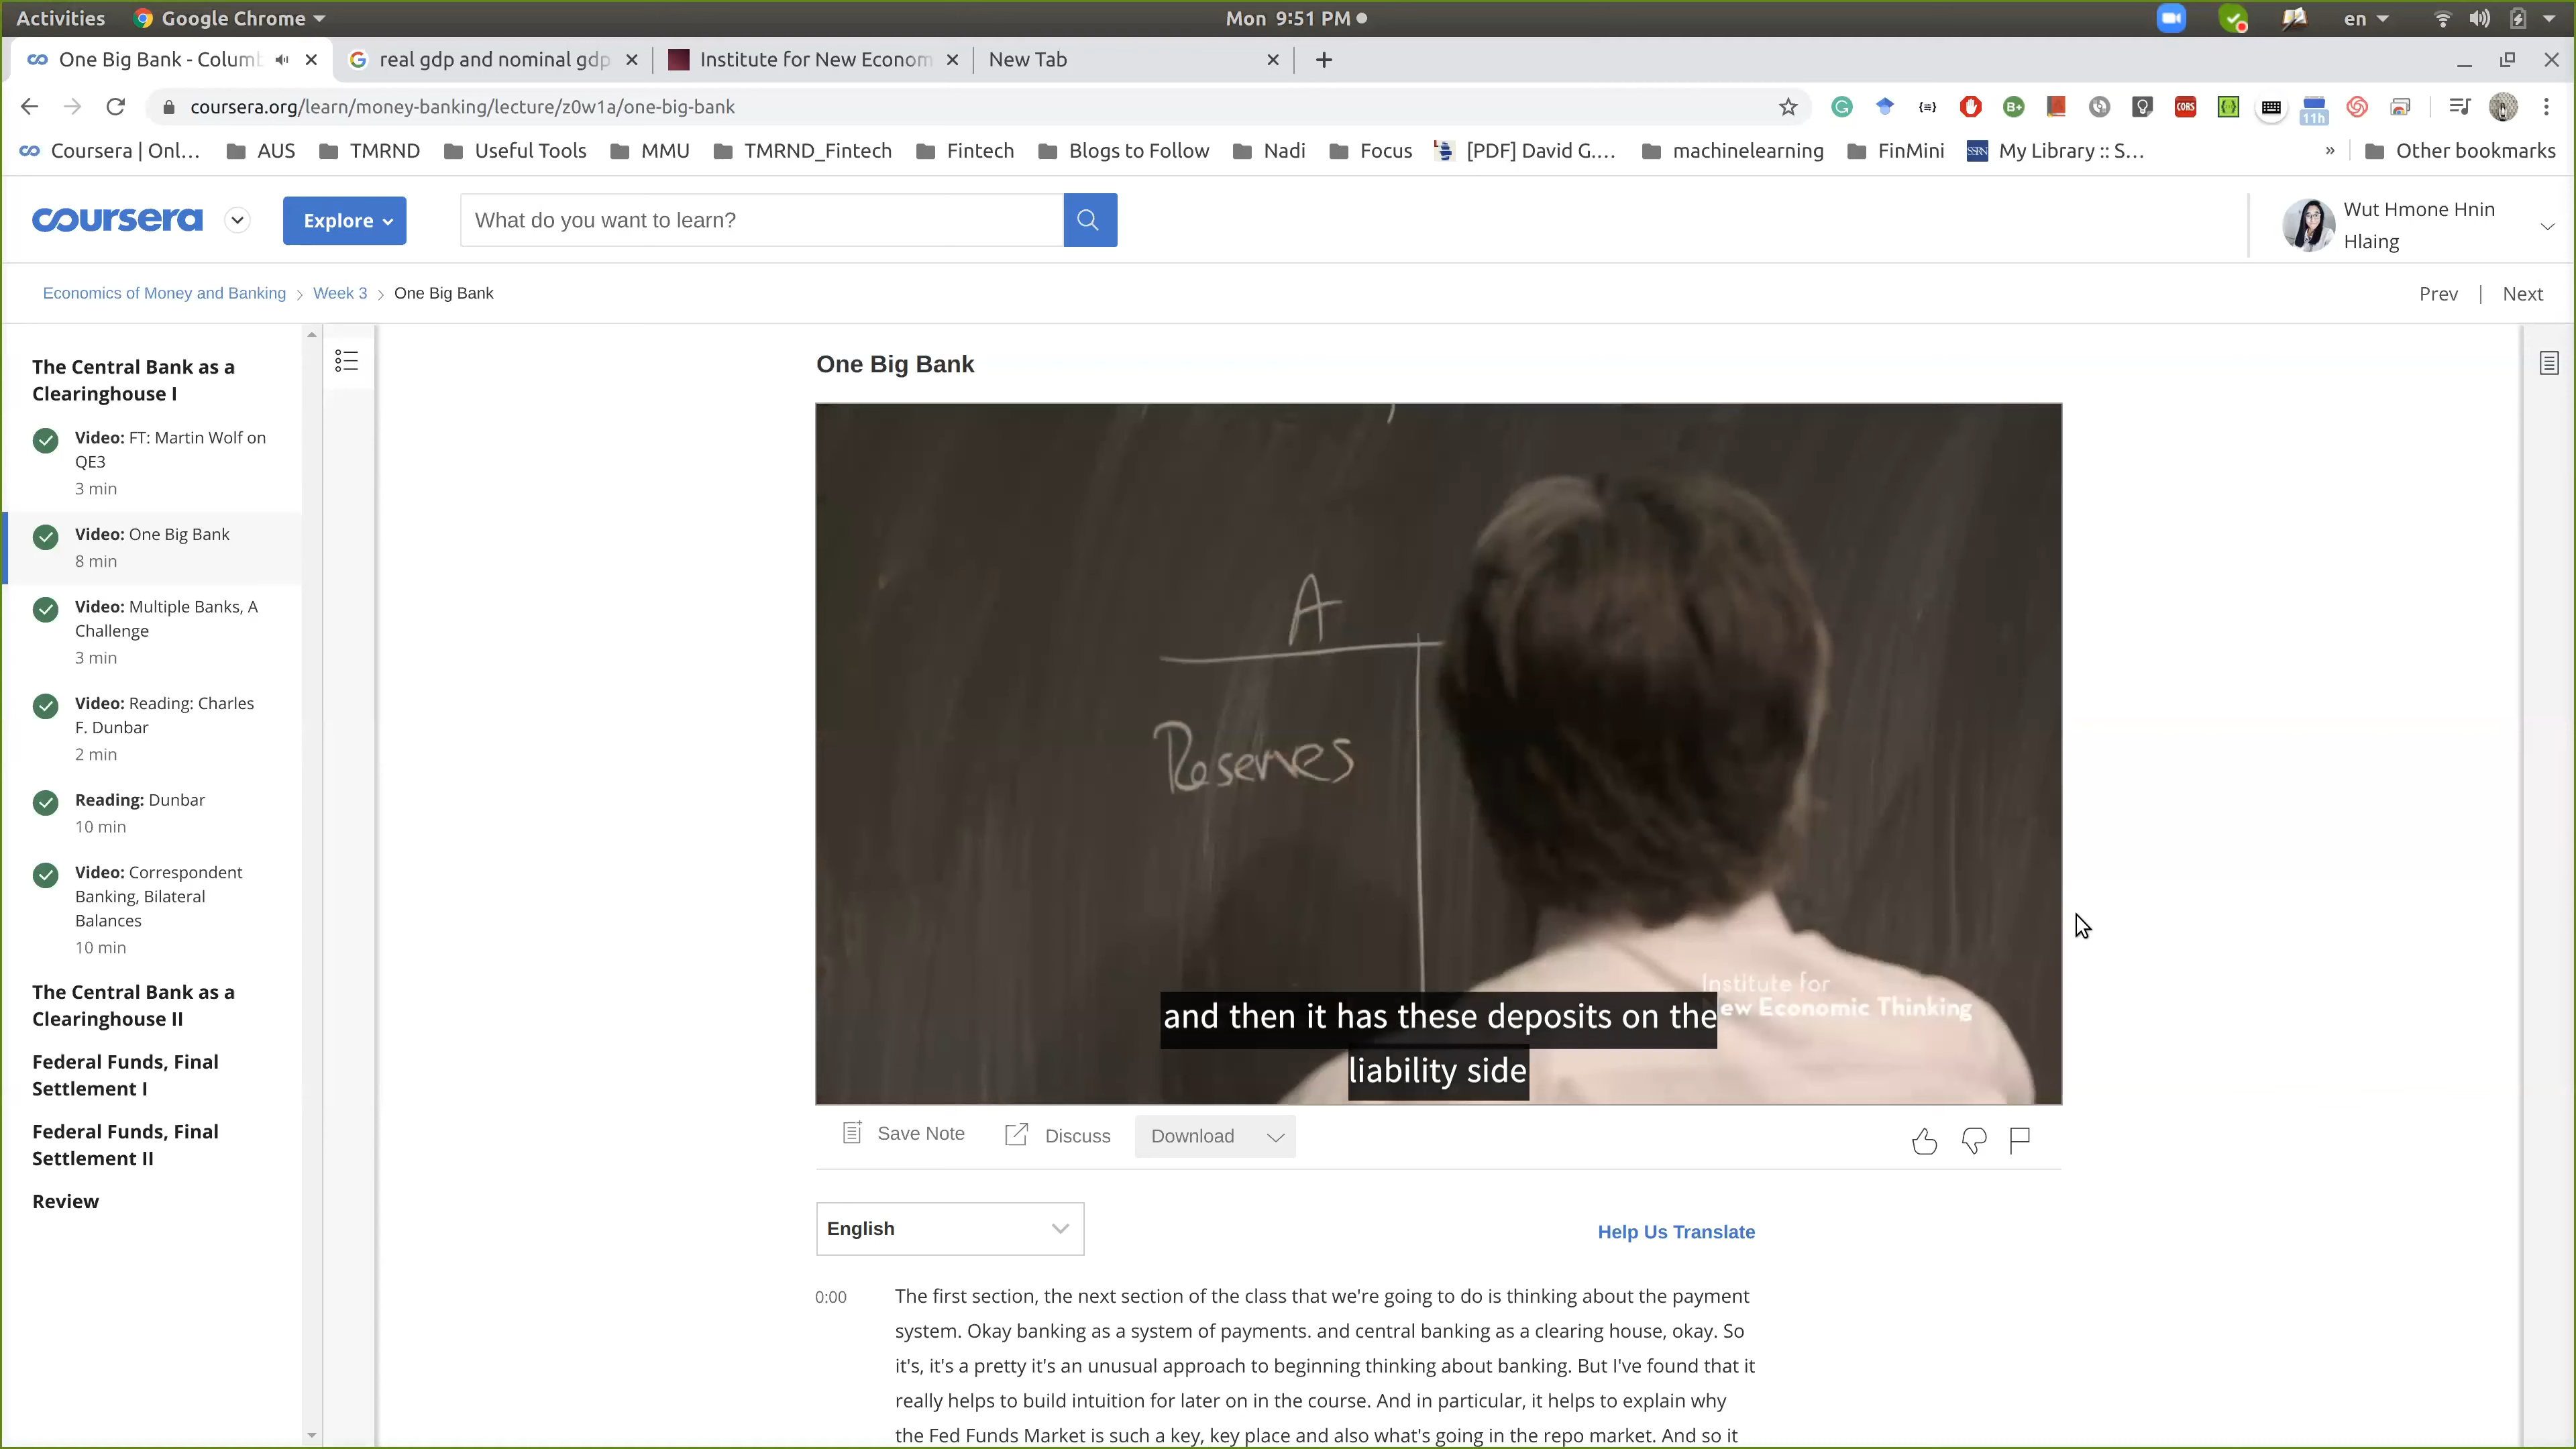 Activities Google Chrome Mon 9:51 PM en
One Big Bank - Columb real gdp and nominal gdp Institute for New Econom New Tab
coursera.org/learn/money-banking/lecture/z0w1a/one-big-bank
11h
Coursera | Onl... AUS TMRND Useful Tools MMU TMRND_Fintech Fintech Blogs to Follow Nadi Focus [PDF] David G.... machinelearning FinMini My Library :: S... » Other bookmarks
coursera Explore What do you want to learn? Wut Hmone Hnin
Hlaing
Economics of Money and Banking > Week 3 > One Big Bank Prev | Next
The Central Bank as a
Clearinghouse I
Video: FT: Martin Wolf on
QE3
3 min
Video: One Big Bank
8 min
Video: Multiple Banks, A
Challenge
3 min
Video: Reading: Charles
F. Dunbar
2 min
Reading: Dunbar
10 min
Video: Correspondent
Banking, Bilateral
Balances
10 min
The Central Bank as a
Clearinghouse II
Federal Funds, Final
Settlement I
Federal Funds, Final
Settlement II
Review
One Big Bank
A
Reserves
Institute for
ew Economic Thinking
and then it has these deposits on the
liability side
Save Note Discuss Download
English Help Us Translate
0:00 The first section, the next section of the class that we're going to do is thinking about the payment
system. Okay banking as a system of payments. and central banking as a clearing house, okay. So
it's, it's a pretty it's an unusual approach to beginning thinking about banking. But I've found that it
really helps to build intuition for later on in the course. And in particular, it helps to explain why
the Fed Funds Market is such a key, key place and also what's going in the repo market. And so it